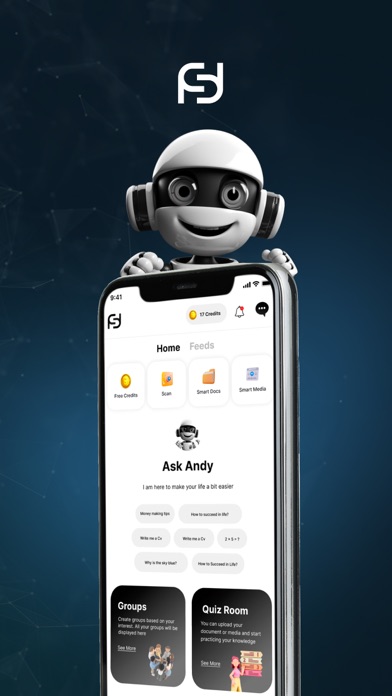 9:41
17 Credits
Home Feeds
Free Credits
Scan
Smart Docs
Smart Media
Ask Andy
I am here to make your life a bit easier
Money making tips
How to succeed in life?
Write me a Cv
Write me a Cv
2 + 5 = ?
Why is the sky blue?
How to Succeed in Life?
Groups
Create groups based on your
interest. All your groups will be
displayed here
See More
Quiz Room
You can upload your
document or media and start
practicing your knowledge
See More